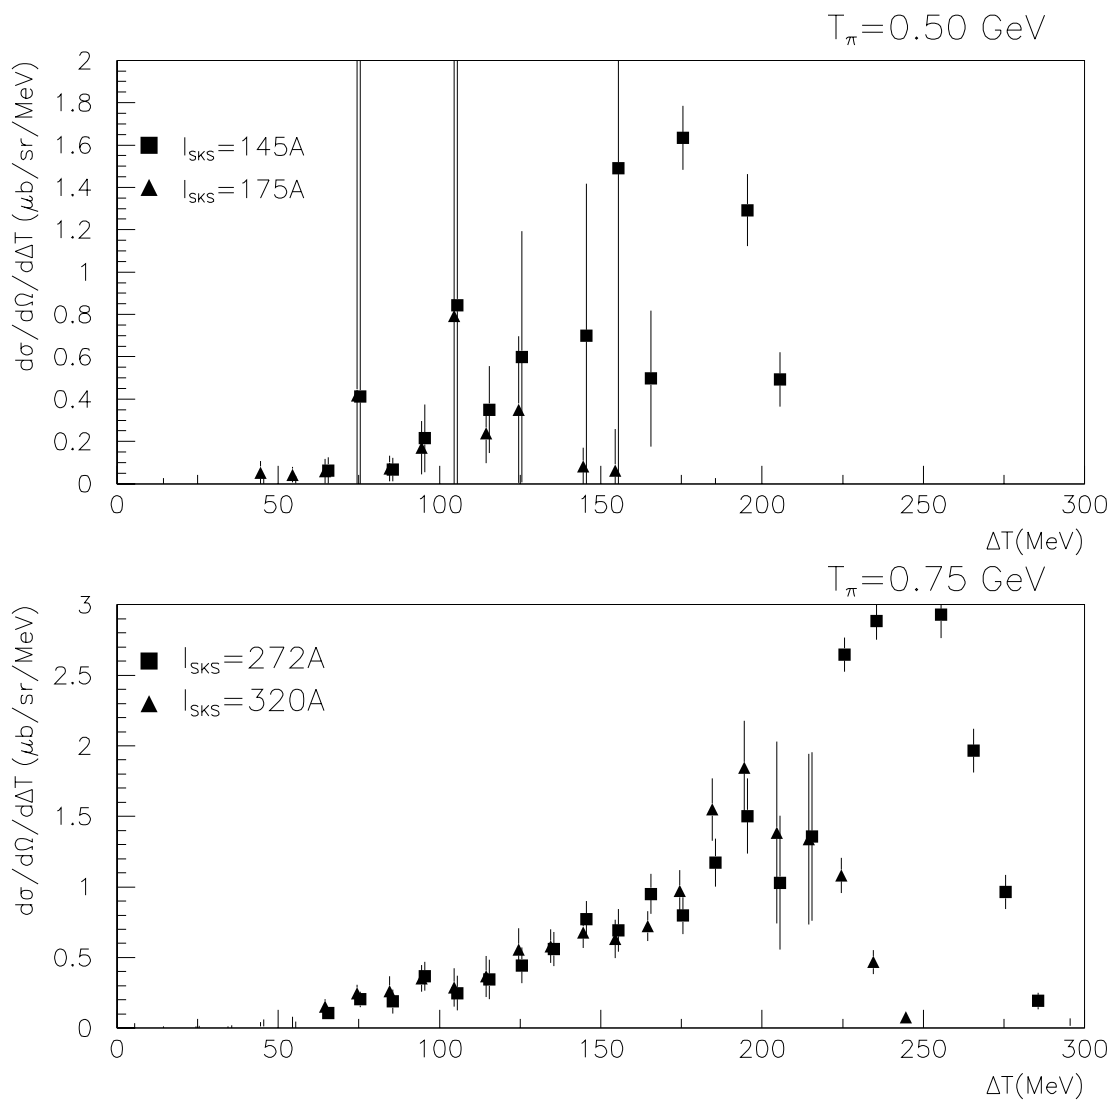 T_π=0.50 GeV
dσ/dΩ/dΔT (μb/sr/MeV)
2
1.8
1.6
1.4
1.2
1
0.8
0.6
0.4
0.2
0
I_SKS=145A
I_SKS=175A
0 50 100 150 200 250 300
ΔT(MeV)
T_π=0.75 GeV
dσ/dΩ/dΔT (μb/sr/MeV)
3
2.5
2
1.5
1
0.5
0
I_SKS=272A
I_SKS=320A
0 50 100 150 200 250 300
ΔT(MeV)